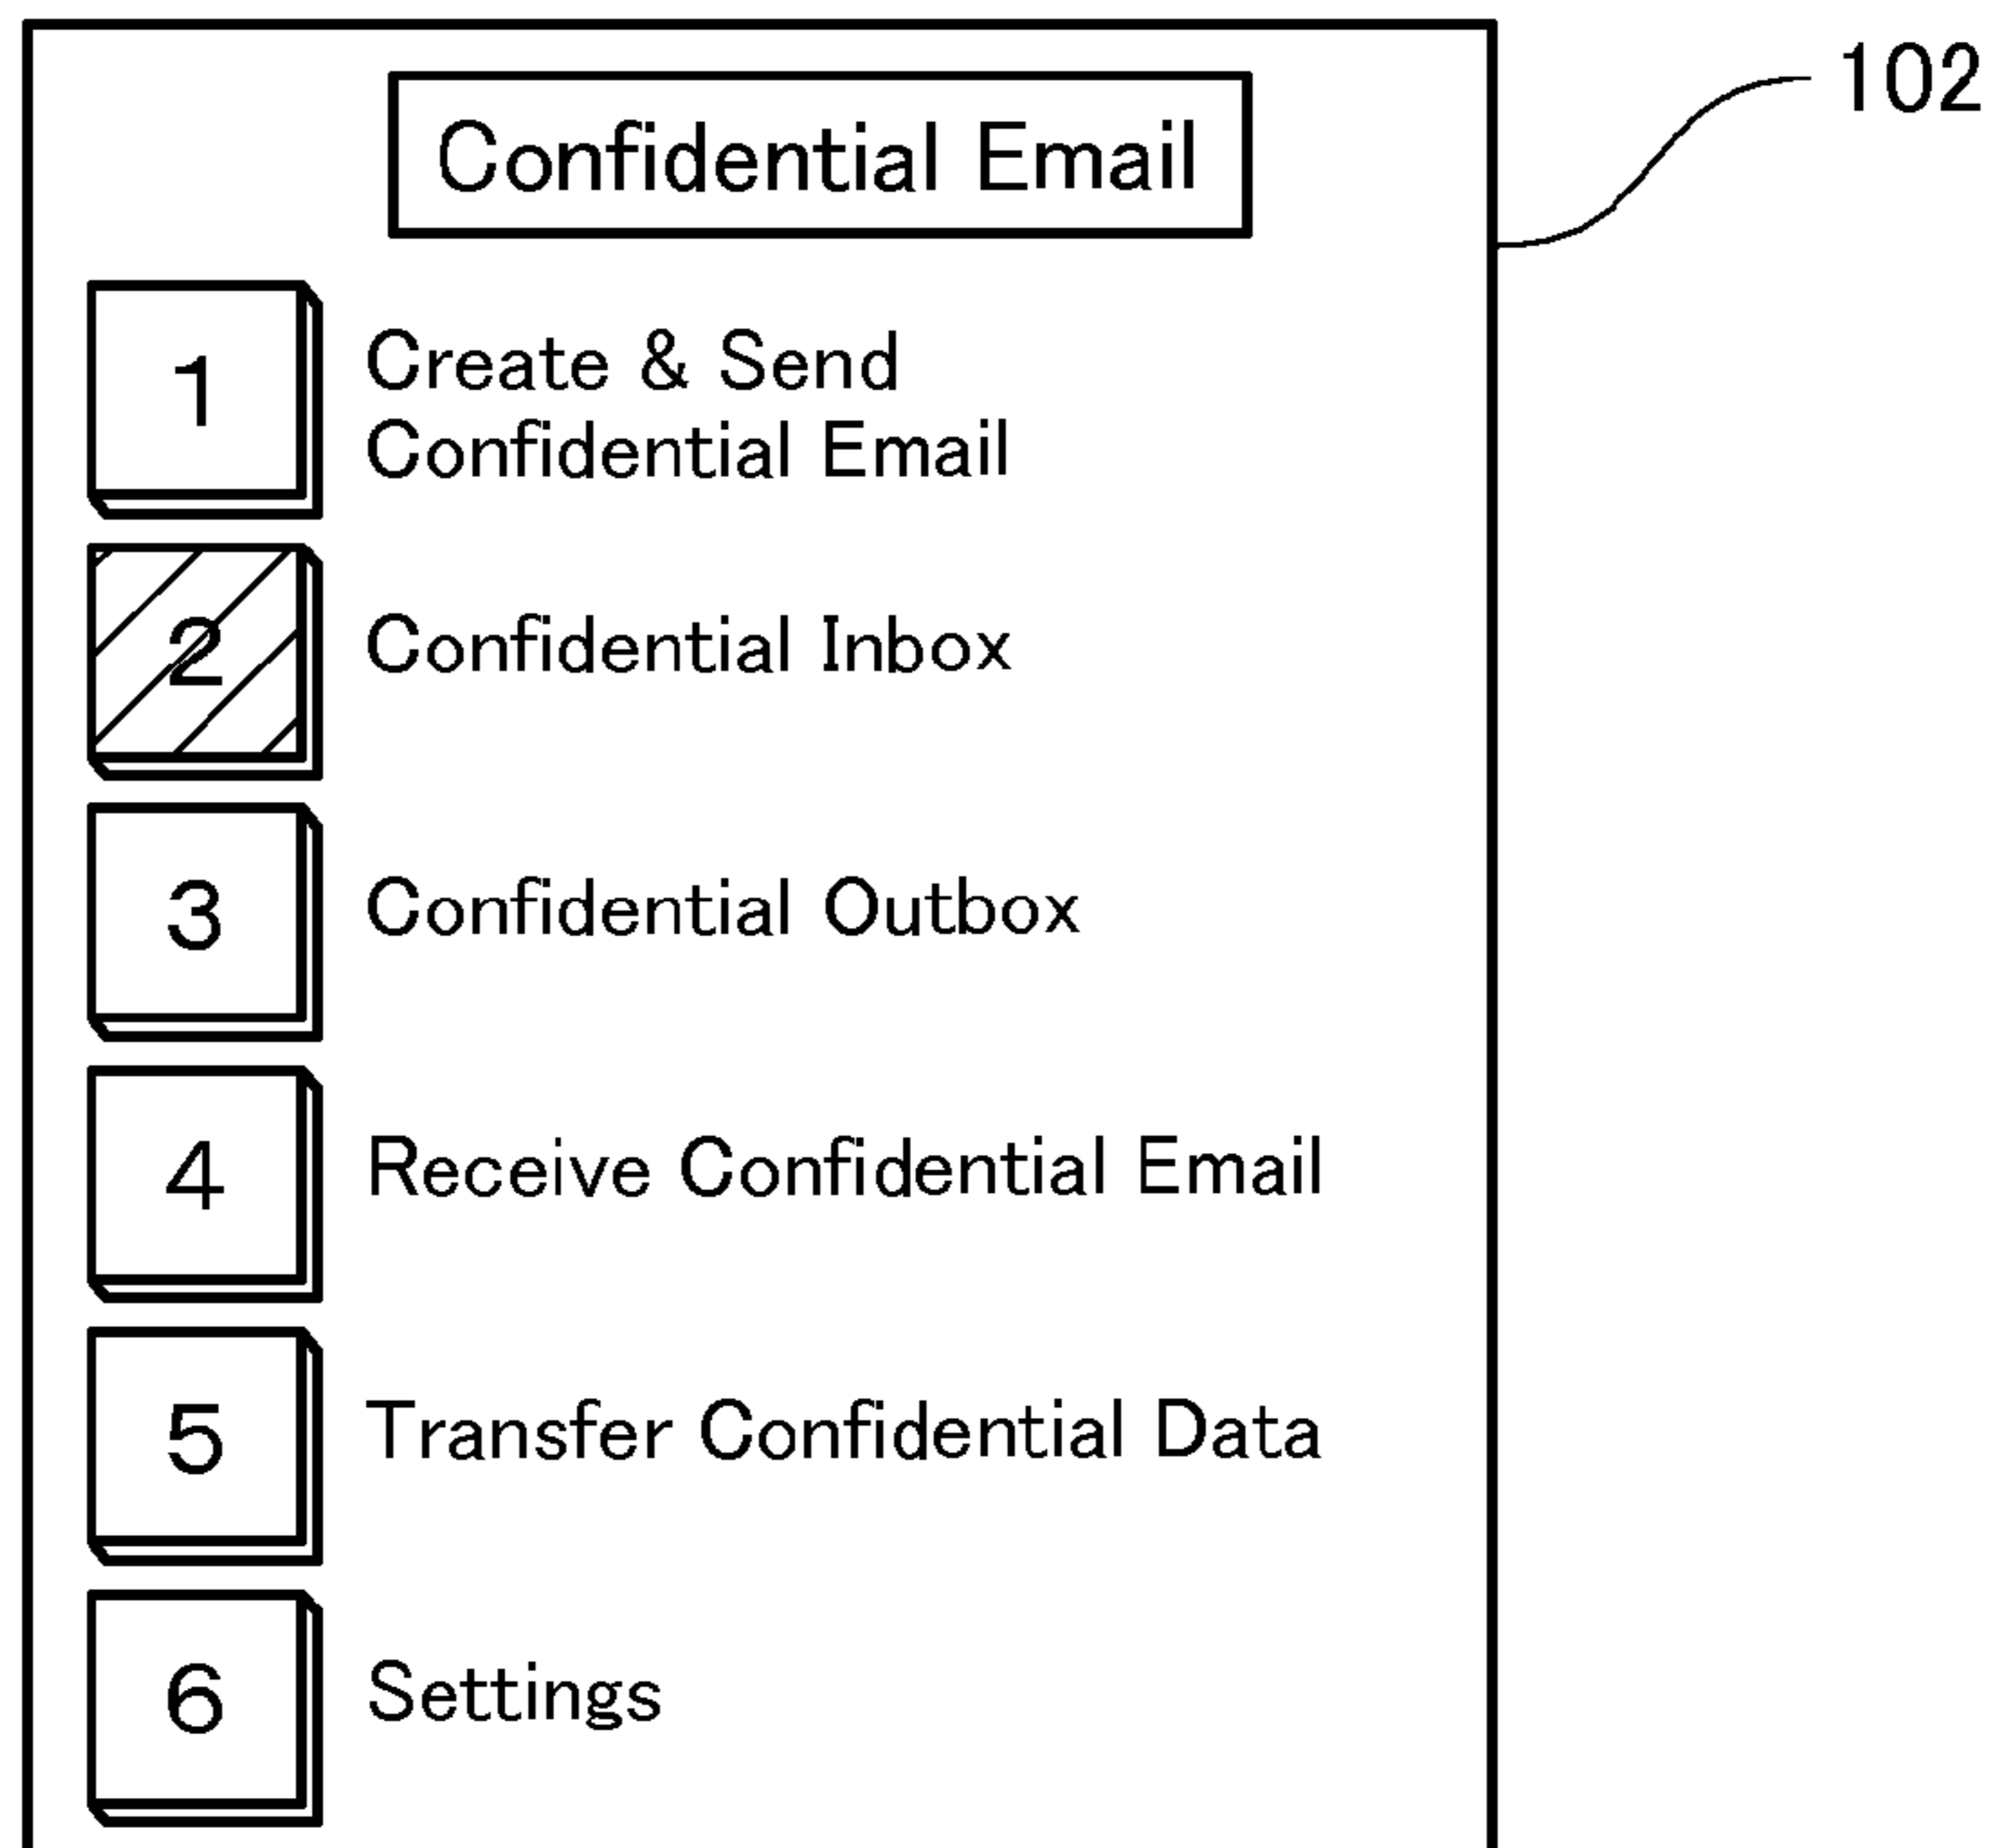 102
Confidential Email
1
Create & Send
Confidential Email
2
Confidential Inbox
3
Confidential Outbox
4
Receive Confidential Email
5
Transfer Confidential Data
6
Settings